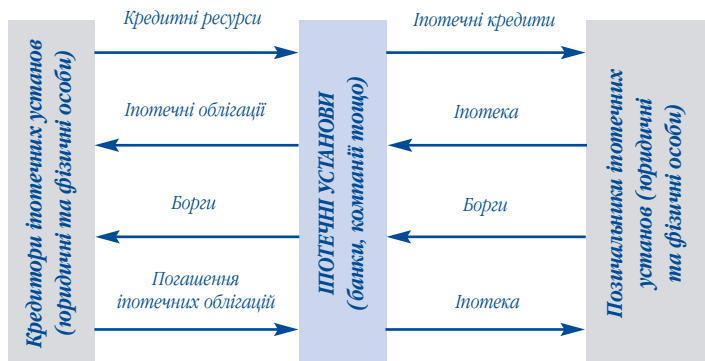 Кредитори іпотечних установ
(юридичні та фізичні особи)
Кредитні ресурси
Іпотечні облігації
Борги
Погашення
іпотечних облігацій
ІПОТЕЧНІ УСТАНОВИ
(банки, компанії тощо)
Іпотечні кредити
Іпотека
Борги
Іпотека
Позичальники іпотечних
установ (юридичні
та фізичні особи)